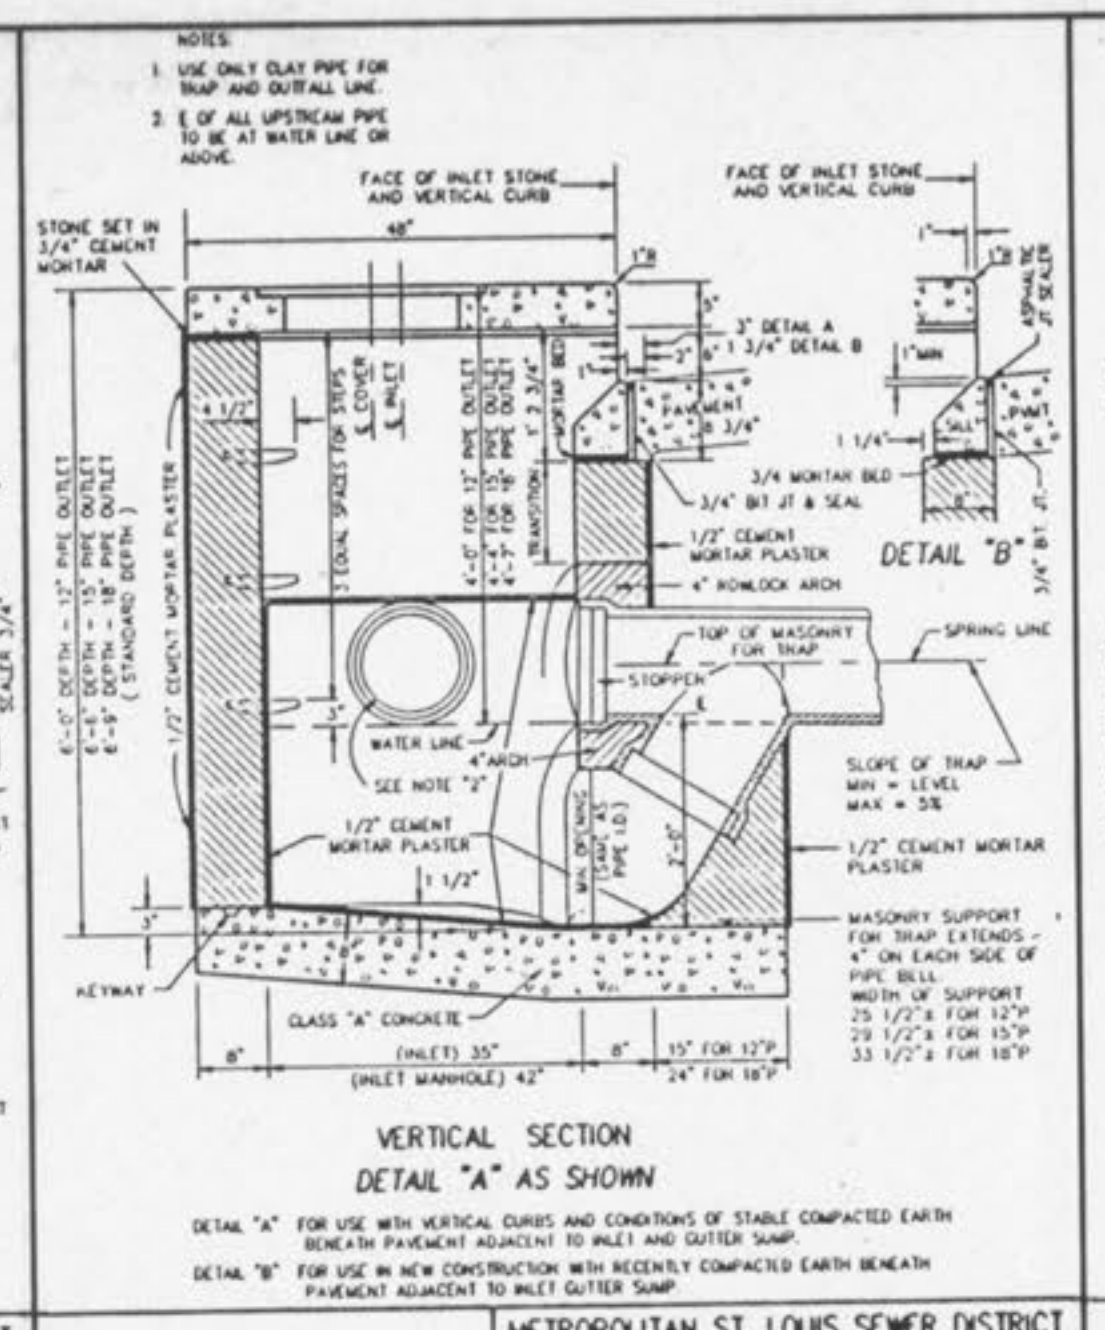 NOTES:
1. USE ONLY CLAY PIPE FOR
TRAP AND OUTFALL LINE.
2. ℄ OF ALL UPSTREAM PIPE
TO BE AT WATER LINE OR
ABOVE.
FACE OF INLET STONE
AND VERTICAL CURB
FACE OF INLET STONE
AND VERTICAL CURB
STONE SET IN
3/4" CEMENT
MORTAR
48"
1"R
1"
1"R
ASPHALTIC
JT SEALER
5"
3" DETAIL A
1 3/4" DETAIL B
2"
6"
1"
1" MIN
PAVEMENT
8 3/4"
SILL
PVMT
1 1/4"
3/4 MORTAR BED
8"
3/4" BIT. JT.
DETAIL "B"
4 1/2"
3 EQUAL SPACES FOR STEPS
℄ COVER
℄ INLET
4'-0" FOR 12" PIPE OUTLET
4'-4" FOR 15" PIPE OUTLET
4'-7" FOR 18" PIPE OUTLET
1' 2 3/4"
TRANSITION
MORTAR BED
3/4" BIT JT & SEAL
1/2" CEMENT
MORTAR PLASTER
4" ROWLOCK ARCH
6'-0" DEPTH - 12" PIPE OUTLET
6'-6" DEPTH - 15" PIPE OUTLET
6'-9" DEPTH - 18" PIPE OUTLET
( STANDARD DEPTH )
1/2" CEMENT MORTAR PLASTER
SEALER 3/4"
TOP OF MASONRY
FOR TRAP
SPRING LINE
STOPPER
WATER LINE
4" ARCH
SEE NOTE "2"
SLOPE OF TRAP
MIN = LEVEL
MAX = 5%
1/2" CEMENT
MORTAR PLASTER
MIN. OPENING
(SAME AS
PIPE I.D.)
2'-0"
1/2" CEMENT MORTAR
PLASTER
1 1/2"
3"
MASONRY SUPPORT
FOR TRAP EXTENDS
4" ON EACH SIDE OF
PIPE BELL.
WIDTH OF SUPPORT
25 1/2"± FOR 12"P
29 1/2"± FOR 15"P
33 1/2"± FOR 18"P
KEYWAY
CLASS "A" CONCRETE
8"
(INLET) 35"
8"
15" FOR 12"P
(INLET MANHOLE) 42"
24" FOR 18"P
VERTICAL SECTION
DETAIL "A" AS SHOWN
DETAIL "A" FOR USE WITH VERTICAL CURBS AND CONDITIONS OF STABLE COMPACTED EARTH
BENEATH PAVEMENT ADJACENT TO INLET AND GUTTER SUMP.
DETAIL "B" FOR USE IN NEW CONSTRUCTION WITH RECENTLY COMPACTED EARTH BENEATH
PAVEMENT ADJACENT TO INLET GUTTER SUMP.
METROPOLITAN ST. LOUIS SEWER DISTRICT